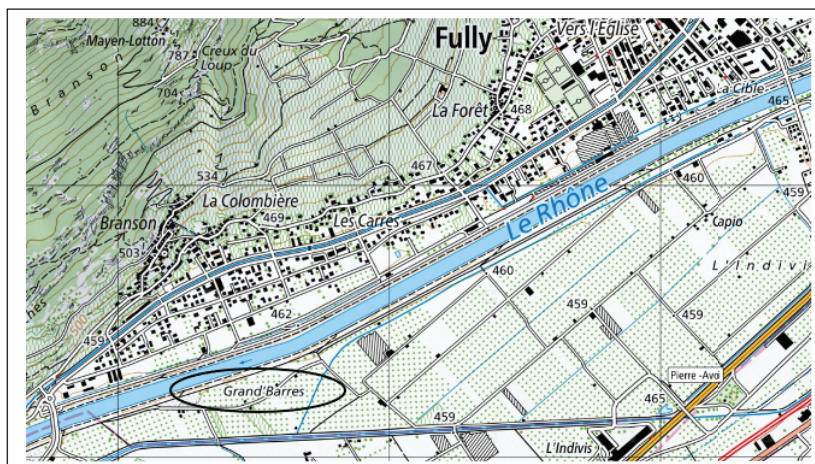 884
Fully
Vers l'Eglise
Mayen-Lotton
787
Creux du
Loup
Branson
704
La Cible
465
La Forêt
468
534
467
460
459
La Colombière
469
Le Rhône
Branson
Les Carres
Capio
503
L'Indivi
460
500
459
462
459
459
Pierre-Avoi
Grand Barres
465
459
L'Indivis